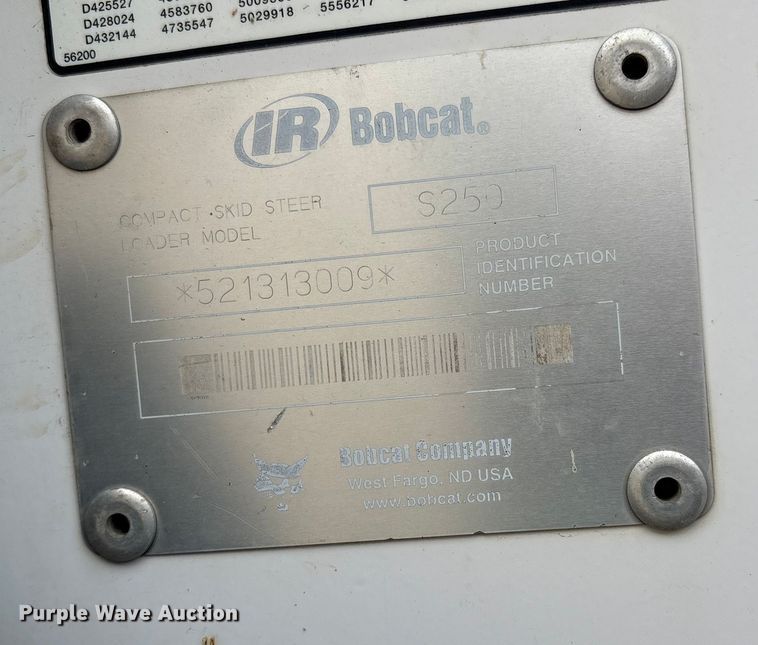 D425527
D428024 4583760
D432144 4735547 5029918 5556217
56200
IR Bobcat®
COMPACT SKID STEER
LOADER MODEL
S250
*521313009*
PRODUCT
IDENTIFICATION
NUMBER
Bobcat Company
West Fargo, ND USA
www.bobcat.com
Purple Wave Auction